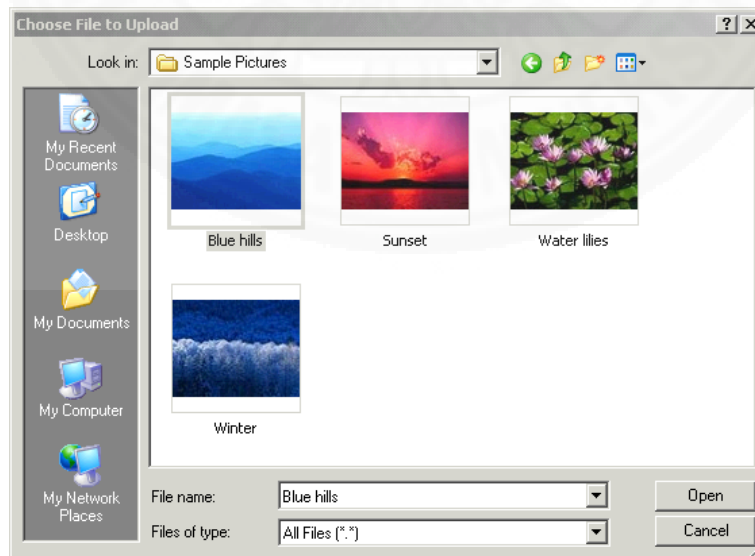 Choose File to Upload
Look in: Sample Pictures
My Recent
Documents
Desktop
My Documents
My Computer
My Network
Places
Blue hills
Sunset
Water lilies
Winter
File name: Blue hills Open
Files of type: All Files (*.*) Cancel